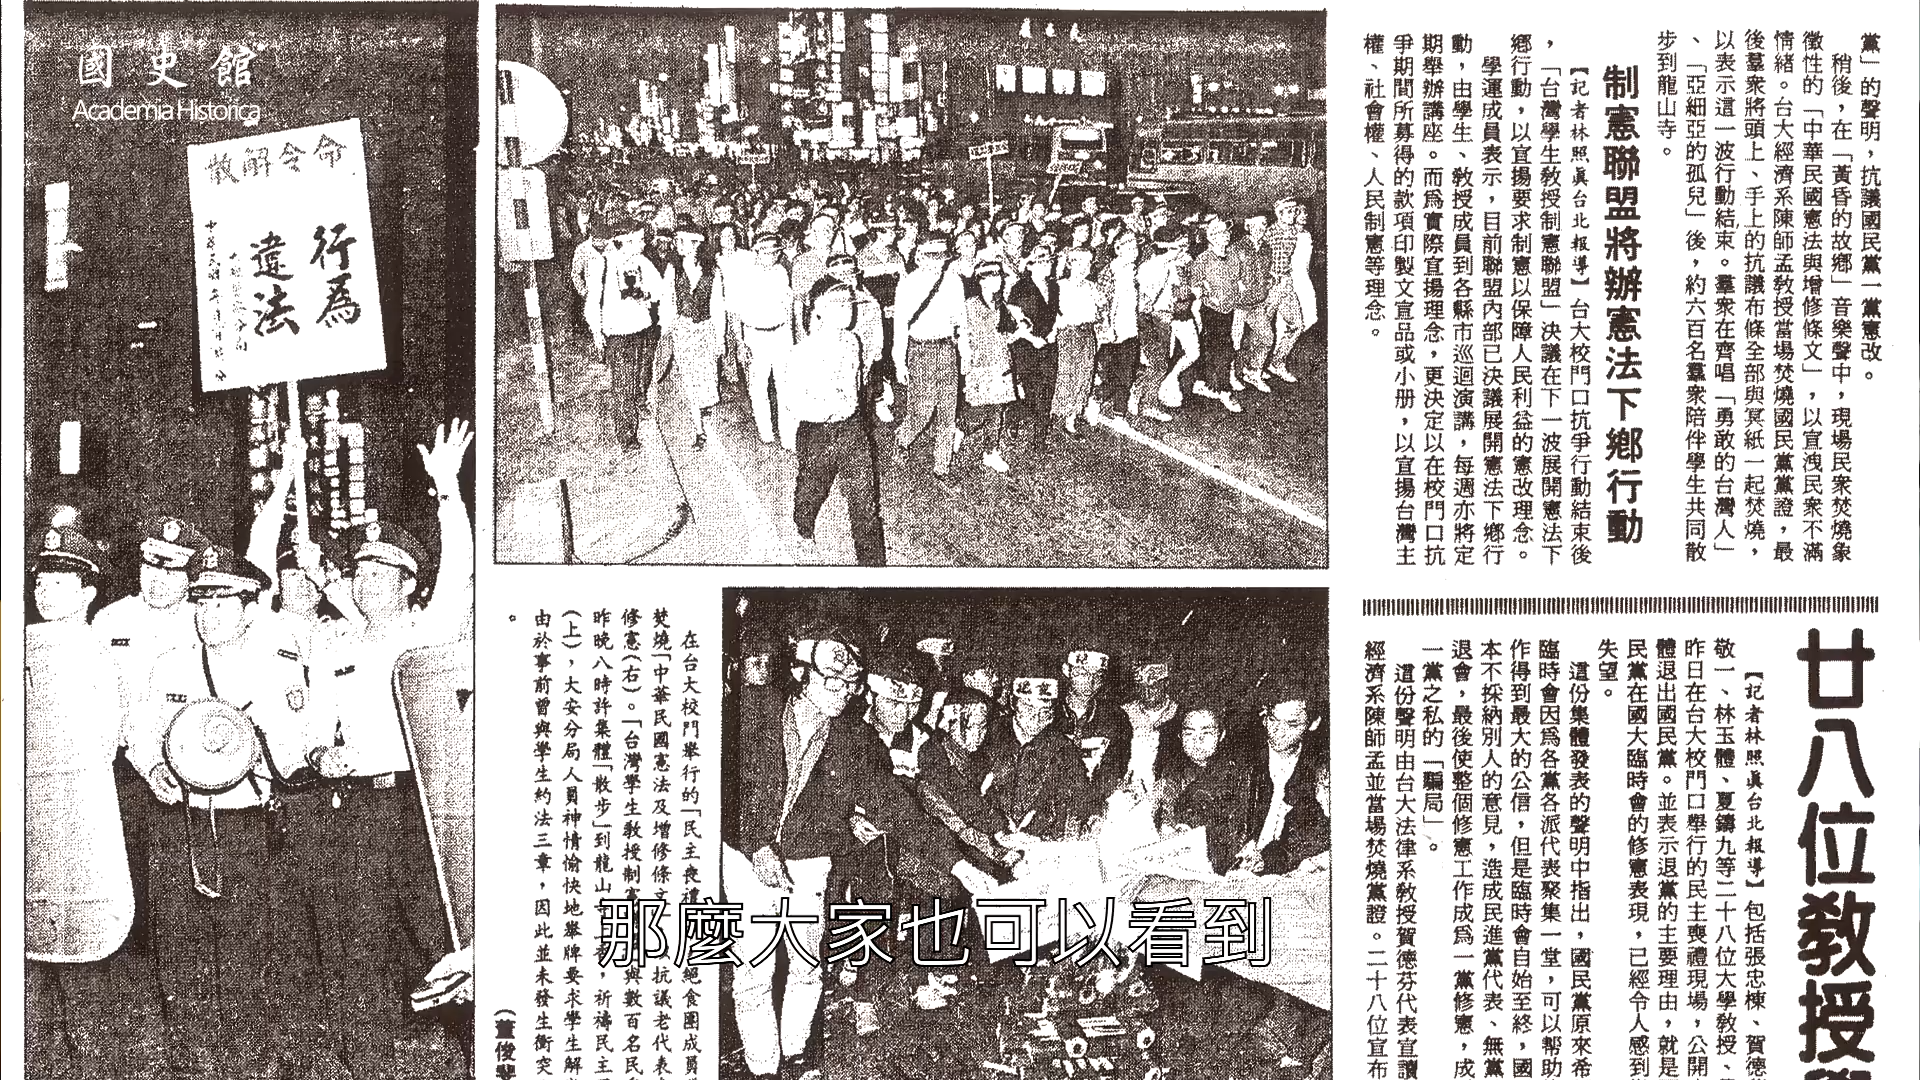 國史館
Academia Historica
命令解散
行為
違法
黨」的聲明，抗議國民黨一黨憲改。
稍後，在「黃昏的故鄉」音樂聲中，現場民衆焚燒象
徵性的「中華民國憲法與增修條文」，以宣洩民衆不滿
情緒。台大經濟系陳師孟教授當場焚燒國民黨黨證，最
後羣衆將頭上、手上的抗議布條全部與冥紙一起焚燒，
以表示這一波行動結束。羣衆在齊唱「勇敢的台灣人」
、「亞細亞的孤兒」後，約六百名羣衆陪伴學生共同散
步到龍山寺。
制憲聯盟將辦憲法下鄉行動
【記者林照真台北報導】台大校門口抗爭行動結束後
，「台灣學生教授制憲聯盟」決議在下一波展開憲法下
鄉行動，以宣揚要求制憲以保障人民利益的憲改理念。
學運成員表示，目前聯盟內部已決議展開憲法下鄉行
動，由學生、教授成員到各縣市巡迴演講，每週亦將定
期舉辦講座。而為實際宣揚理念，更決定以在校門口抗
爭期間所募得的款項印製文宣品或小冊，以宣揚台灣主
權、社會權、人民制憲等理念。
廿八位教授
【記者林照真台北報導】包括張忠棟、賀德
敬一、林玉體、夏鑄九等二十八位大學教授、
昨日在台大校門口舉行的民主喪禮現場，公開
體退出國民黨。並表示退黨的主要理由，就是
民黨在國大臨時會的修憲表現，已經令人感到
失望。
這份集體發表的聲明中指出，國民黨原來希
臨時會因為各黨各派代表聚集一堂，可以幫助
作得到最大的公信，但是臨時會自始至終，國
本不採納別人的意見，造成民進黨代表、無黨
退會，最後使整個修憲工作成為一黨修憲，成
一黨之私的「騙局」。
這份聲明由台大法律系教授賀德芬代表宣讀
經濟系陳師孟並當場焚燒黨證。二十八位宣布
在台大校門舉行的「民主喪禮
絕食團成員
焚燒「中華民國憲法及增修條文
抗議老代表
修憲（右）。「台灣學生教授制憲
與數百名民
昨晚八時許集體「散步」到龍山寺
，祈禱民主
（上），大安分局人員神情愉快地舉牌要求學生解
由於事前曾與學生約法三章，因此並未發生衝突
。
（董俊斐
那麼大家也可以看到